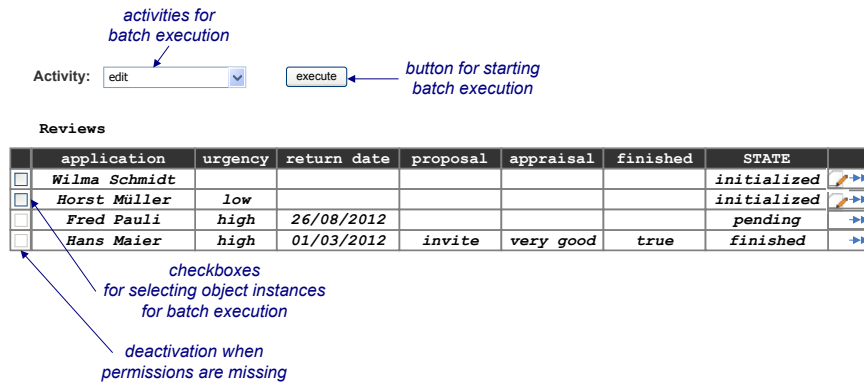 activities for
batch execution
Activity: edit execute
button for starting
batch execution
Reviews
application urgency return date proposal appraisal finished STATE
Wilma Schmidt initialized
Horst Müller low initialized
Fred Pauli high 26/08/2012 pending
Hans Maier high 01/03/2012 invite very good true finished
checkboxes
for selecting object instances
for batch execution
deactivation when
permissions are missing